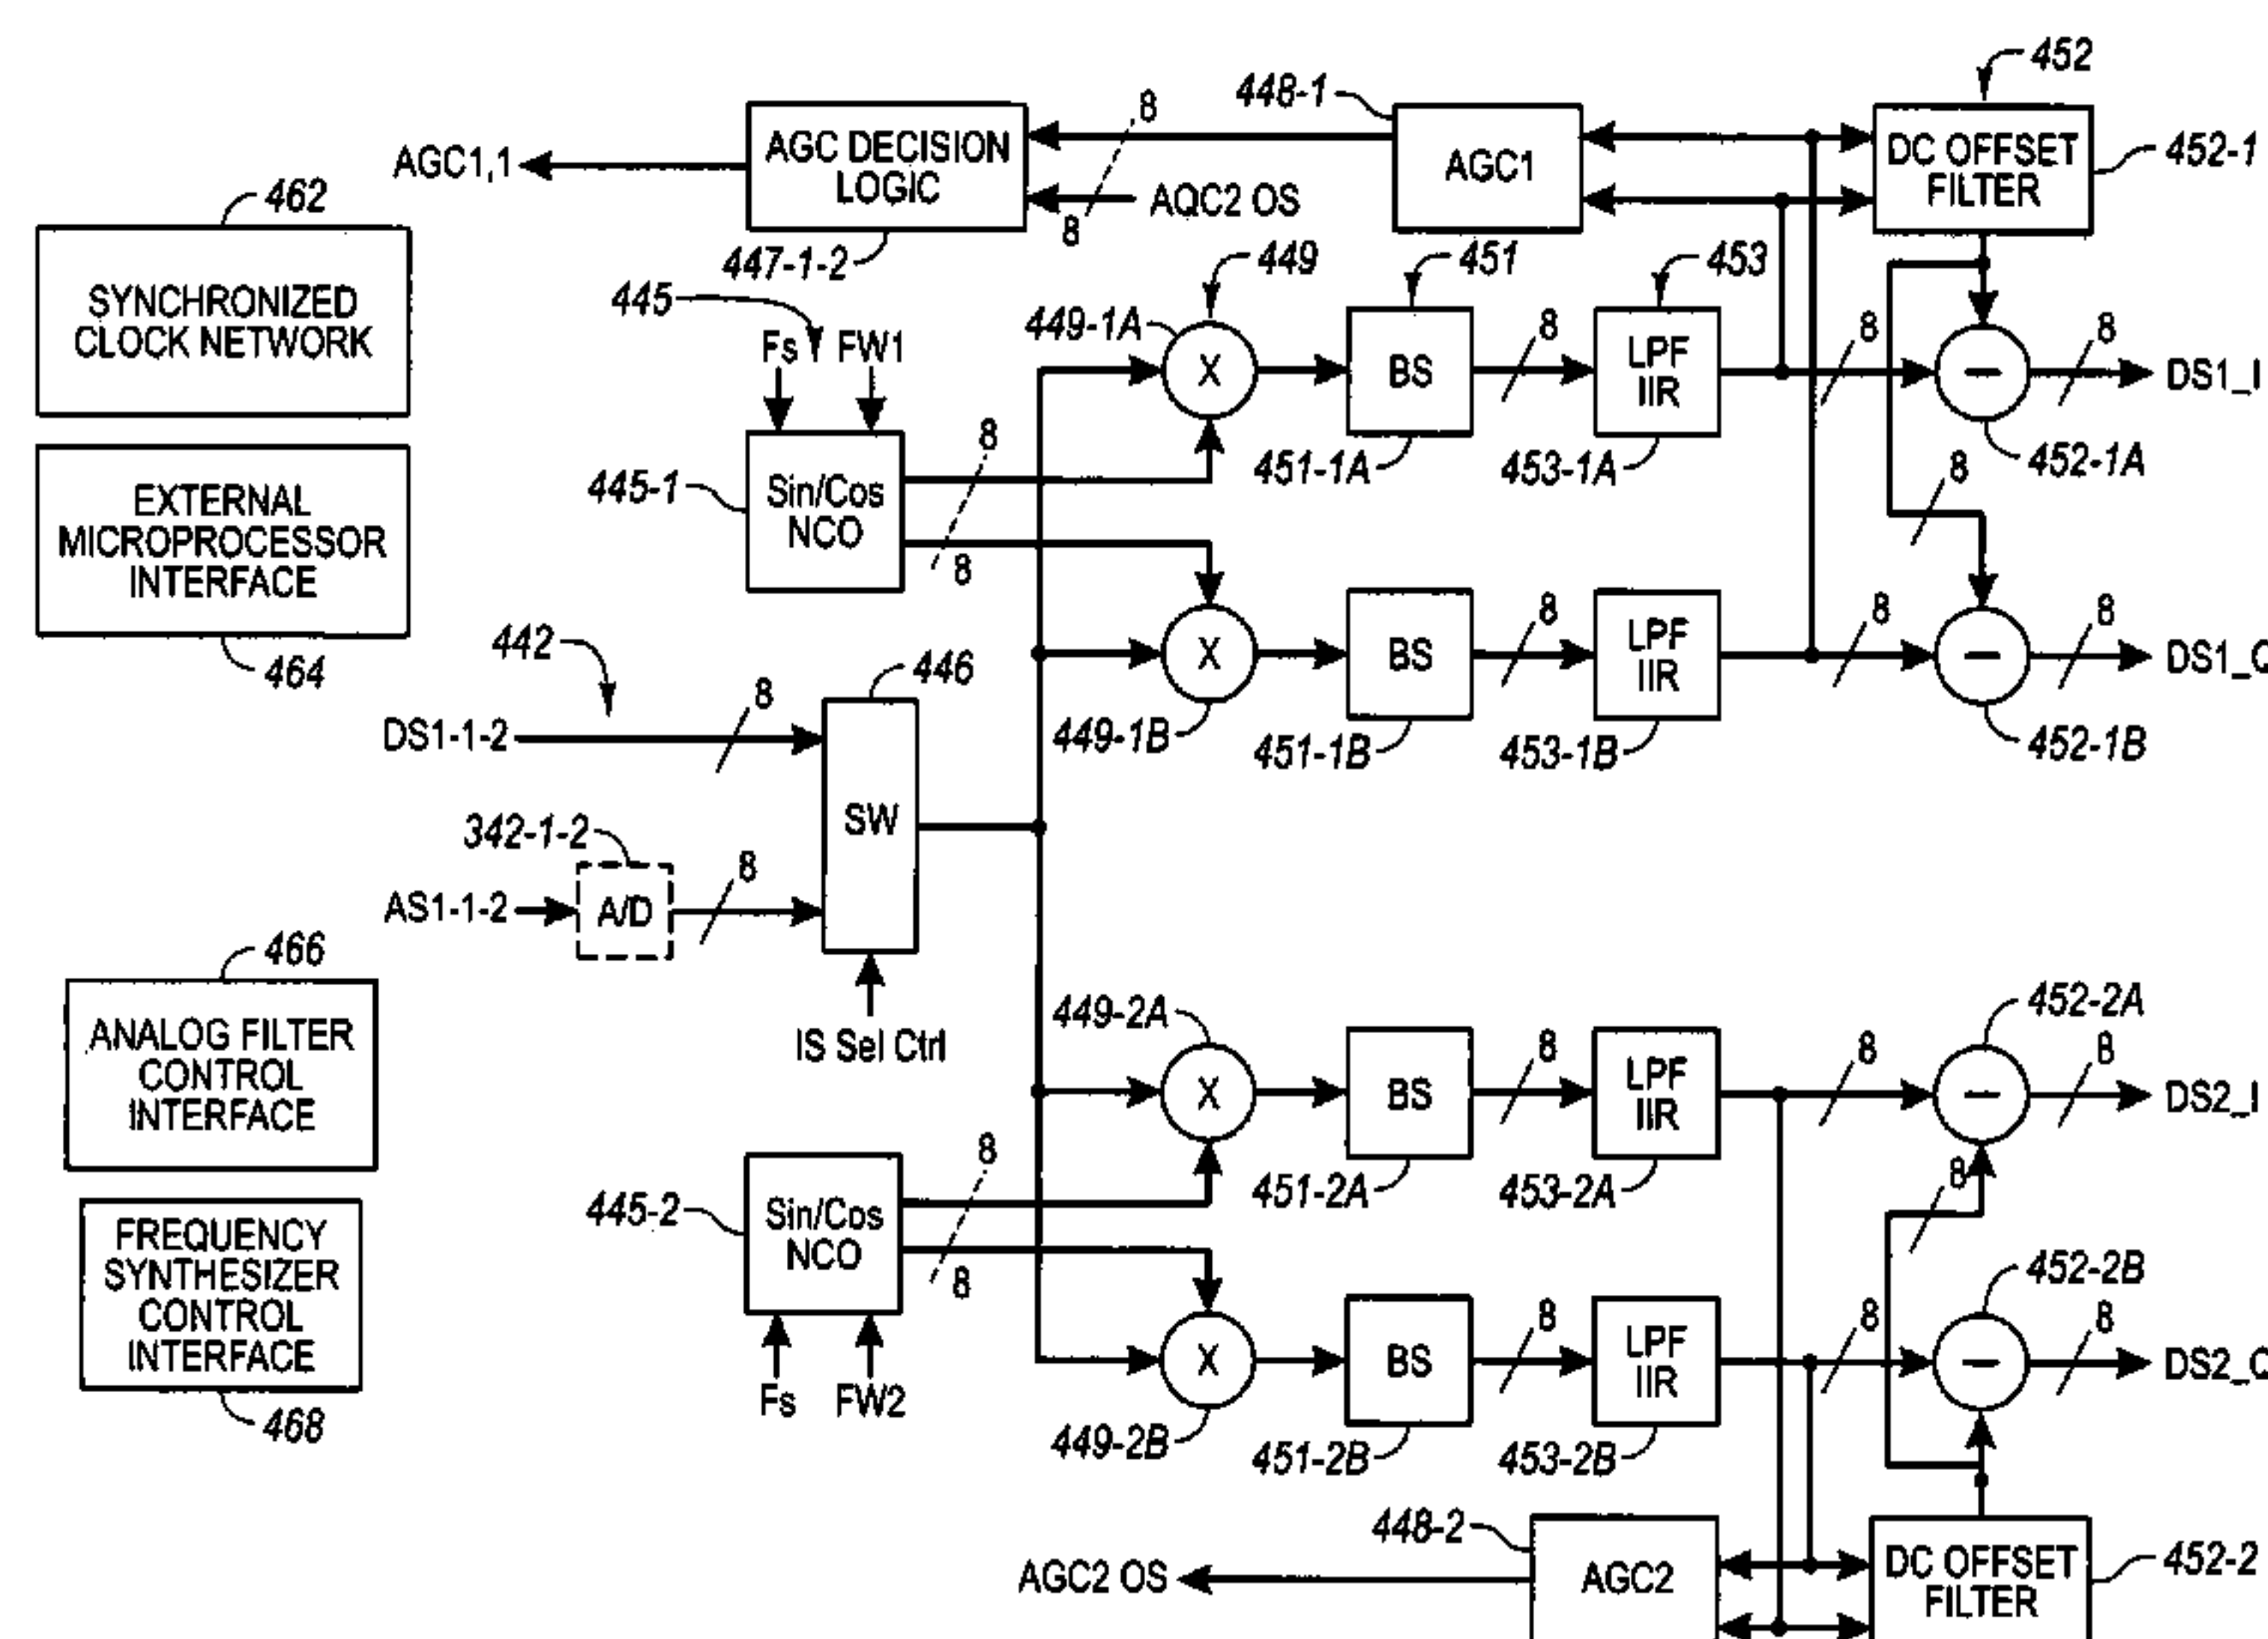 452
448-1
8
AGC DECISION
LOGIC
AGC1
DC OFFSET
FILTER
452-1
AGC1,1
462
AQC2 OS
8
447-1-2
SYNCHRONIZED
CLOCK NETWORK
445
Fs
FW1
449
451
453
449-1A
X
BS
8
LPF
IIR
8
–
8
DS1_I
451-1A
453-1A
452-1A
EXTERNAL
MICROPROCESSOR
INTERFACE
464
445-1
Sin/Cos
NCO
8
8
8
442
446
X
BS
8
LPF
IIR
8
–
8
DS1_Q
449-1B
451-1B
453-1B
452-1B
DS1-1-2
8
SW
342-1-2
AS1-1-2
A/D
8
IS Sel Ctrl
466
ANALOG FILTER
CONTROL
INTERFACE
449-2A
452-2A
X
BS
8
LPF
IIR
8
–
8
DS2_I
451-2A
453-2A
8
445-2
Sin/Cos
NCO
8
8
FREQUENCY
SYNTHESIZER
CONTROL
INTERFACE
468
Fs
FW2
452-2B
X
BS
8
LPF
IIR
8
–
8
DS2_Q
449-2B
451-2B
453-2B
448-2
AGC2 OS
AGC2
DC OFFSET
FILTER
452-2